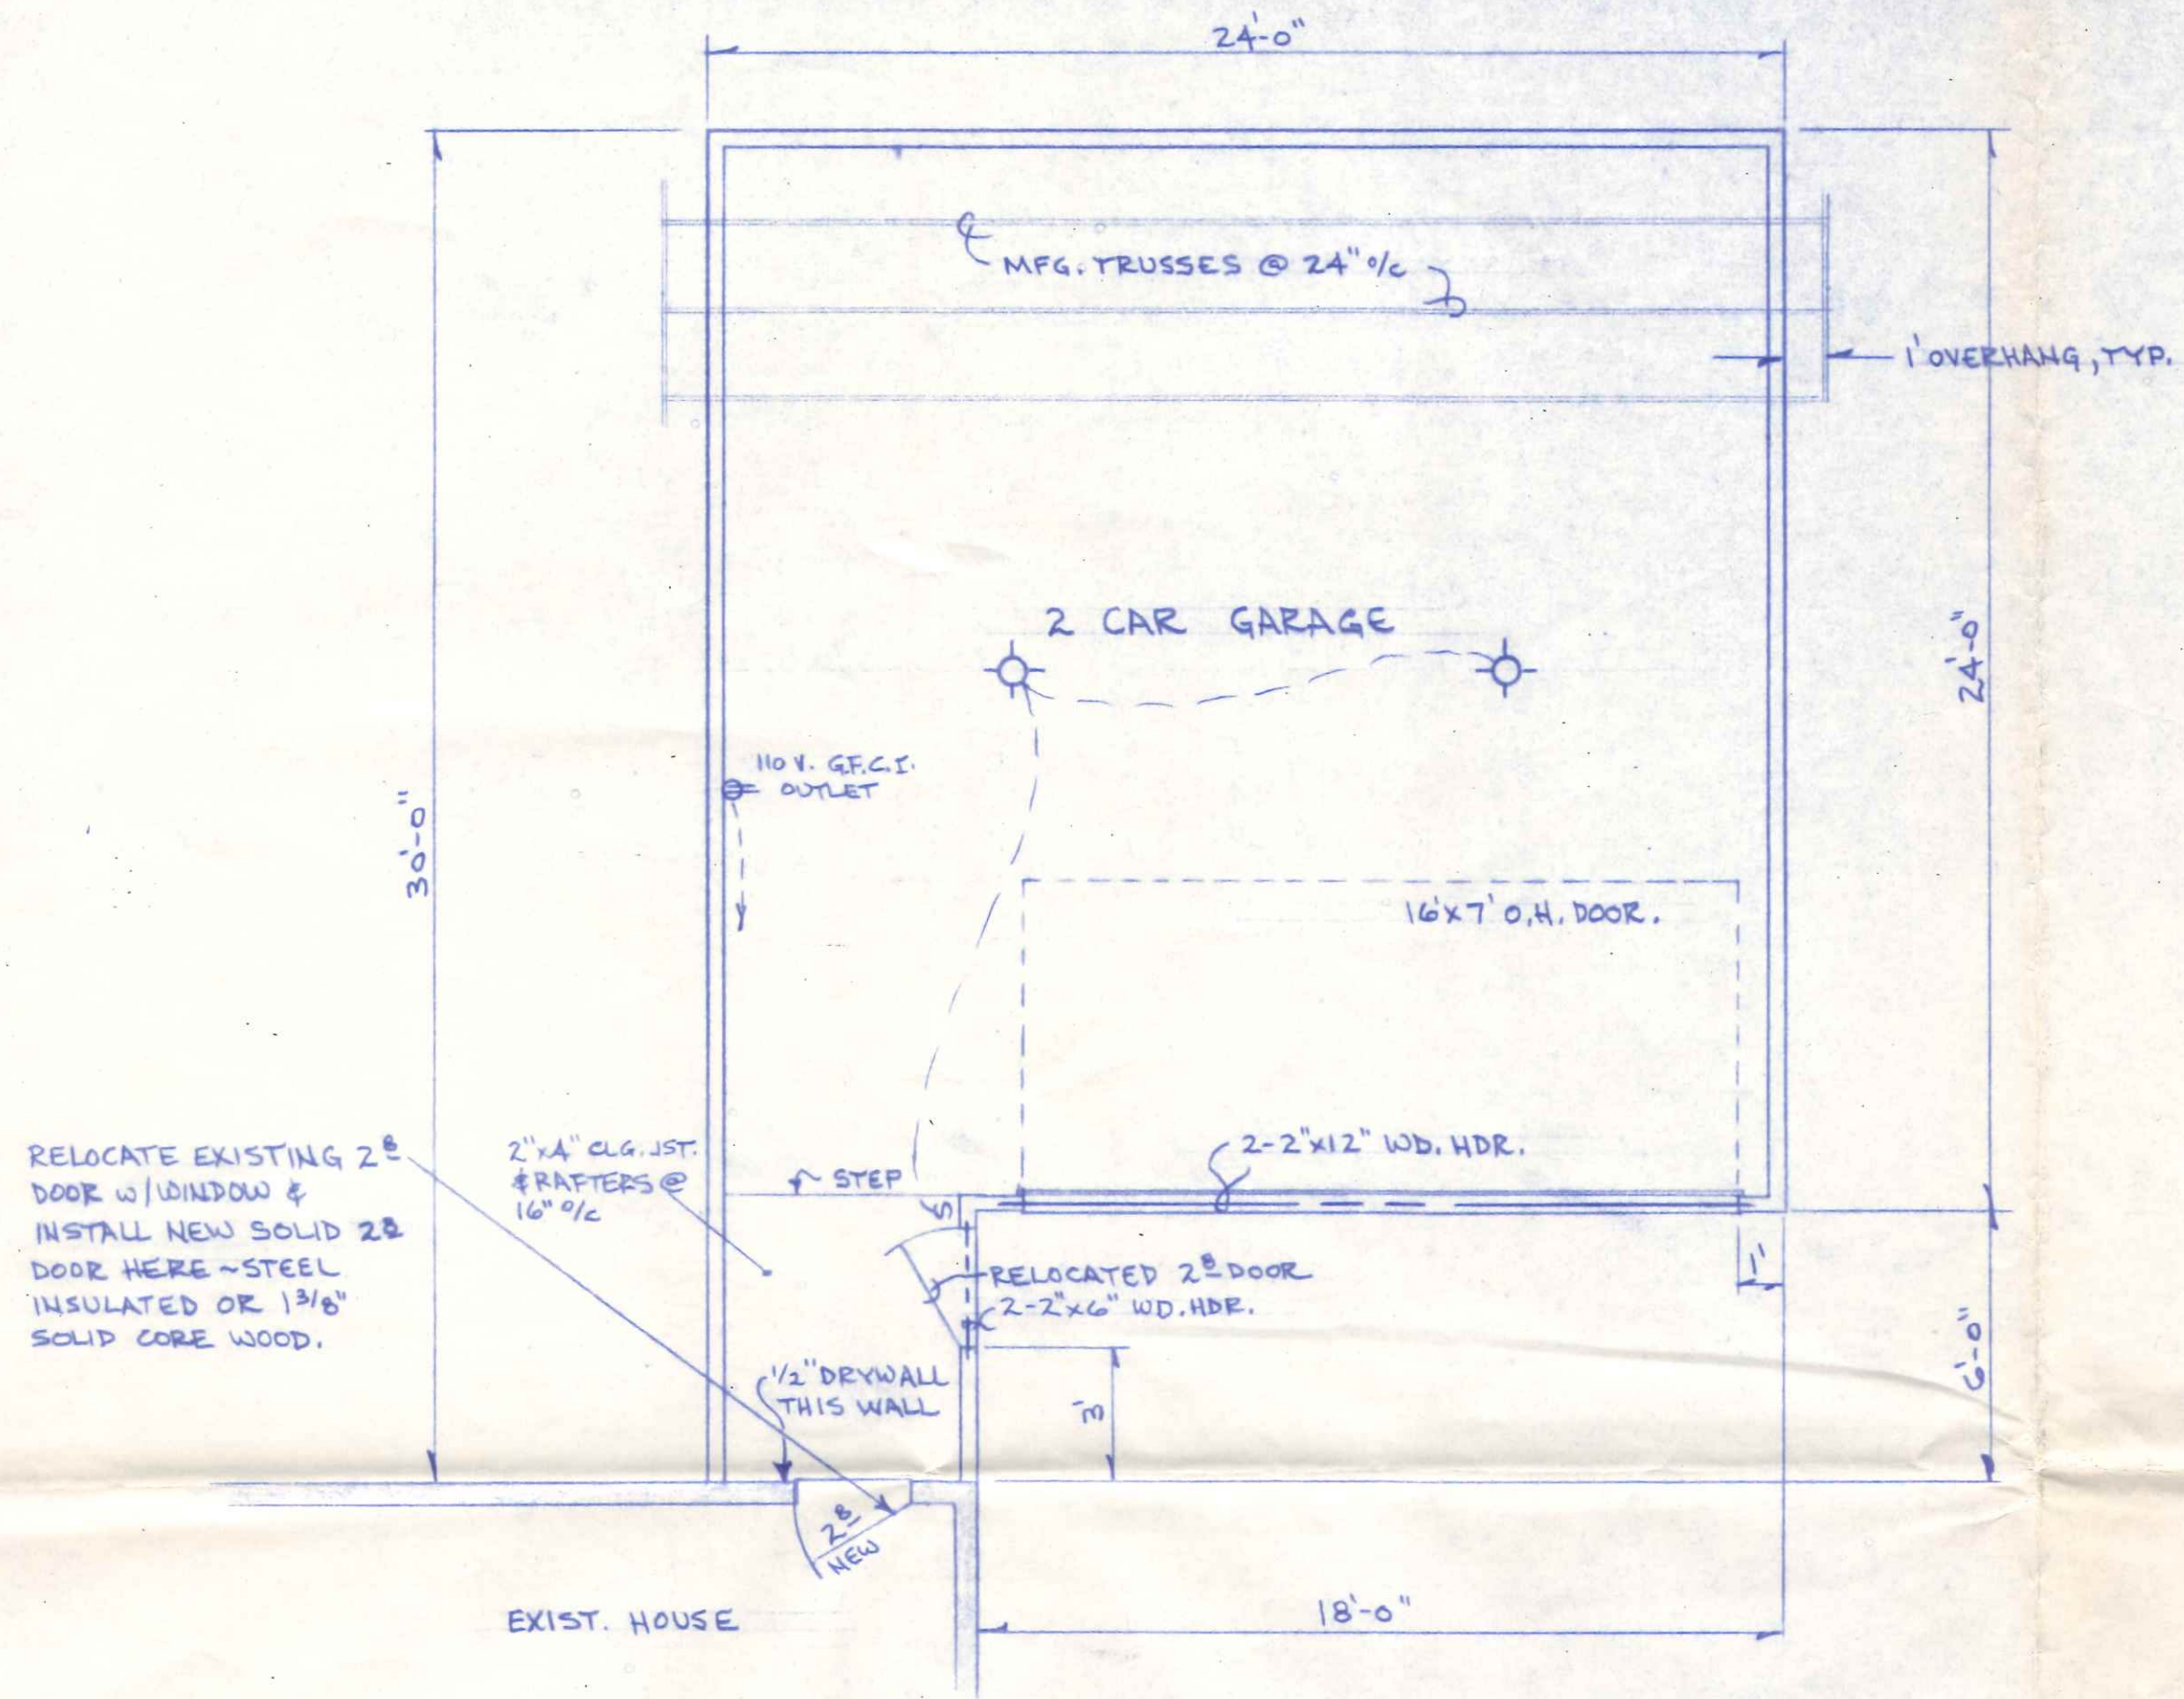 24'-0"
MFG. TRUSSES @ 24" o/c
1' OVERHANG, TYP.
2 CAR GARAGE
24'-0"
110 V. G.F.C.I.
OUTLET
30'-0"
16'x7' O.H. DOOR.
RELOCATE EXISTING 2⁸
DOOR w/WINDOW &
INSTALL NEW SOLID 2⁸
DOOR HERE ~ STEEL
INSULATED OR 1 3/8"
SOLID CORE WOOD.
2"x4" CLG. JST.
& RAFTERS @
16" o/c
STEP
2-2"x12" WD. HDR.
S
RELOCATED 2⁸ DOOR
2-2"x6" WD. HDR.
1'
6'-0"
1/2" DRYWALL
THIS WALL
3'
2⁸
NEW
EXIST. HOUSE
18'-0"